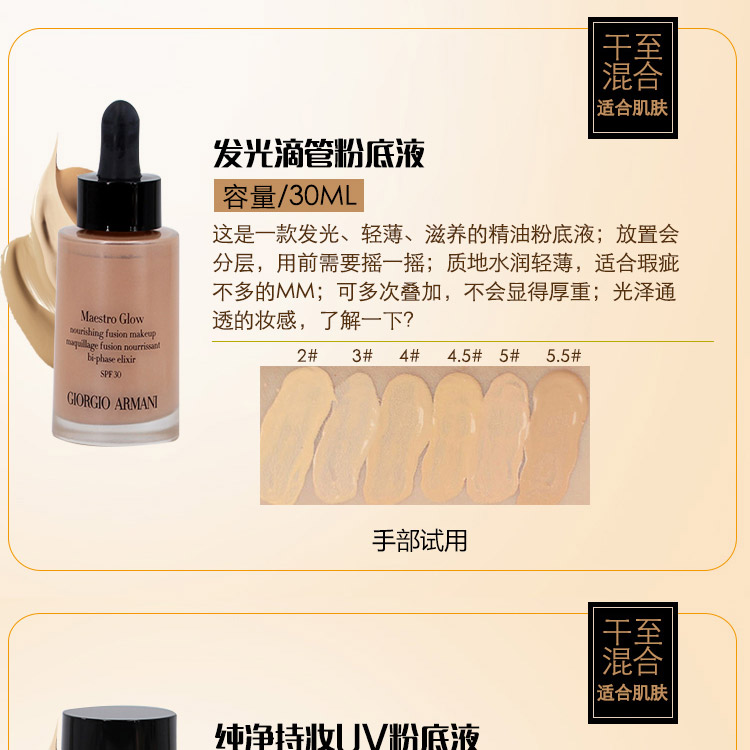 干至
混合
适合肌肤
发光滴管粉底液
容量/30ML
这是一款发光、轻薄、滋养的精油粉底液；放置会
分层，用前需要摇一摇；质地水润轻薄，适合瑕疵
不多的MM；可多次叠加，不会显得厚重；光泽通
透的妆感，了解一下?
Maestro Glow
nourishing fusion makeup
maquillage fusion nourrissant
bi-phase elixir
SPF30
GIORGIO ARMANI
2# 3# 4# 4.5# 5# 5.5#
手部试用
干至
混合
适合肌肤
纯净持妆UV粉底液